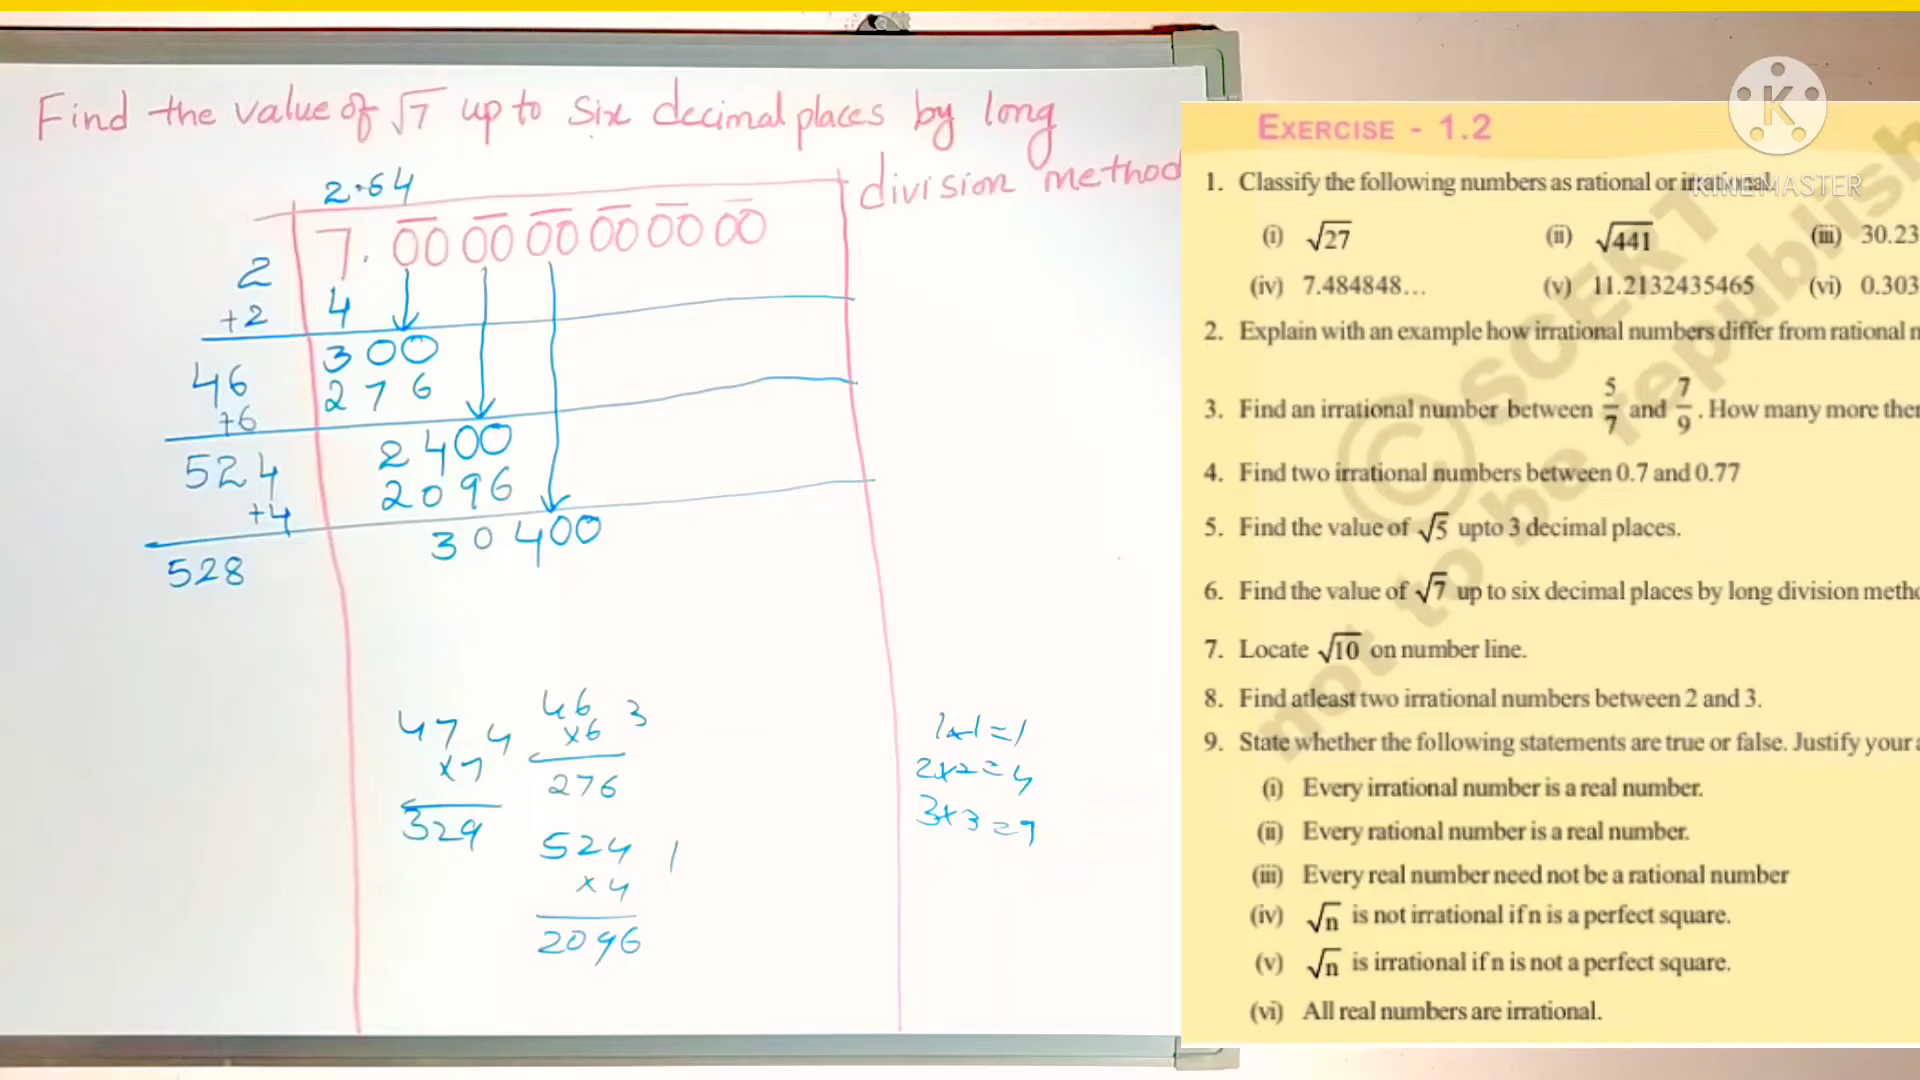 Find the value of √7 up to six decimal places by long
division method
2.64
7. 00 00 00 00 00 00
2
+2
4
300
46
276
+6
2400
524
2096
+4
30400
528
47 4
×7
329
46 3
×6
276
524 1
×4
2096
1×1=1
2×2=4
3×3=9
K
KINEMASTER
EXERCISE - 1.2
1. Classify the following numbers as rational or irrational.
(i) √27 (ii) √441 (iii) 30.23
(iv) 7.484848... (v) 11.2132435465 (vi) 0.303
2. Explain with an example how irrational numbers differ from rational n
3. Find an irrational number between 5/7 and 7/9. How many more ther
4. Find two irrational numbers between 0.7 and 0.77
5. Find the value of √5 upto 3 decimal places.
6. Find the value of √7 up to six decimal places by long division metho
7. Locate √10 on number line.
8. Find atleast two irrational numbers between 2 and 3.
9. State whether the following statements are true or false. Justify your a
(i) Every irrational number is a real number.
(ii) Every rational number is a real number.
(iii) Every real number need not be a rational number
(iv) √n is not irrational if n is a perfect square.
(v) √n is irrational if n is not a perfect square.
(vi) All real numbers are irrational.
© SCERT
not to be republish